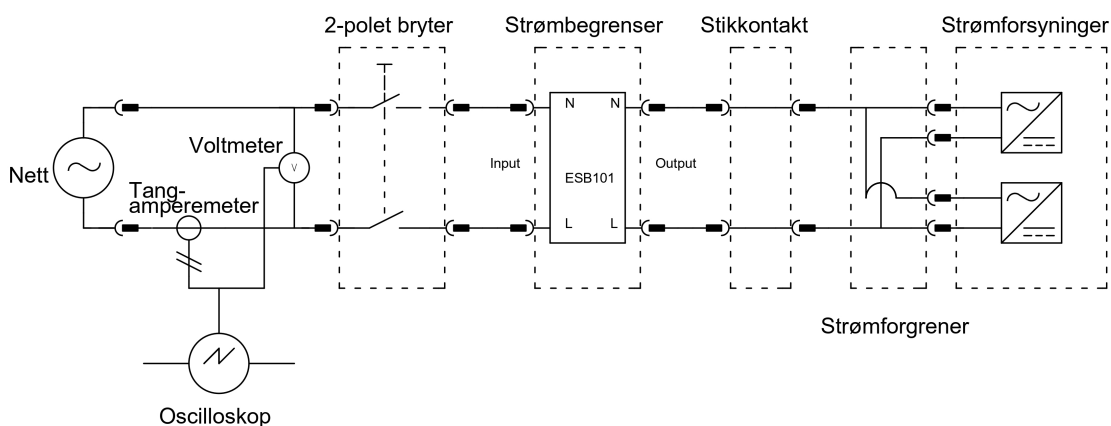 2-polet bryter
Strømbegrenser
Stikkontakt
Strømforsyninger
N
N
Voltmeter
V
Nett
Input
ESB101
Output
Tang-
amperemeter
L
L
Strømforgrener
Oscilloskop